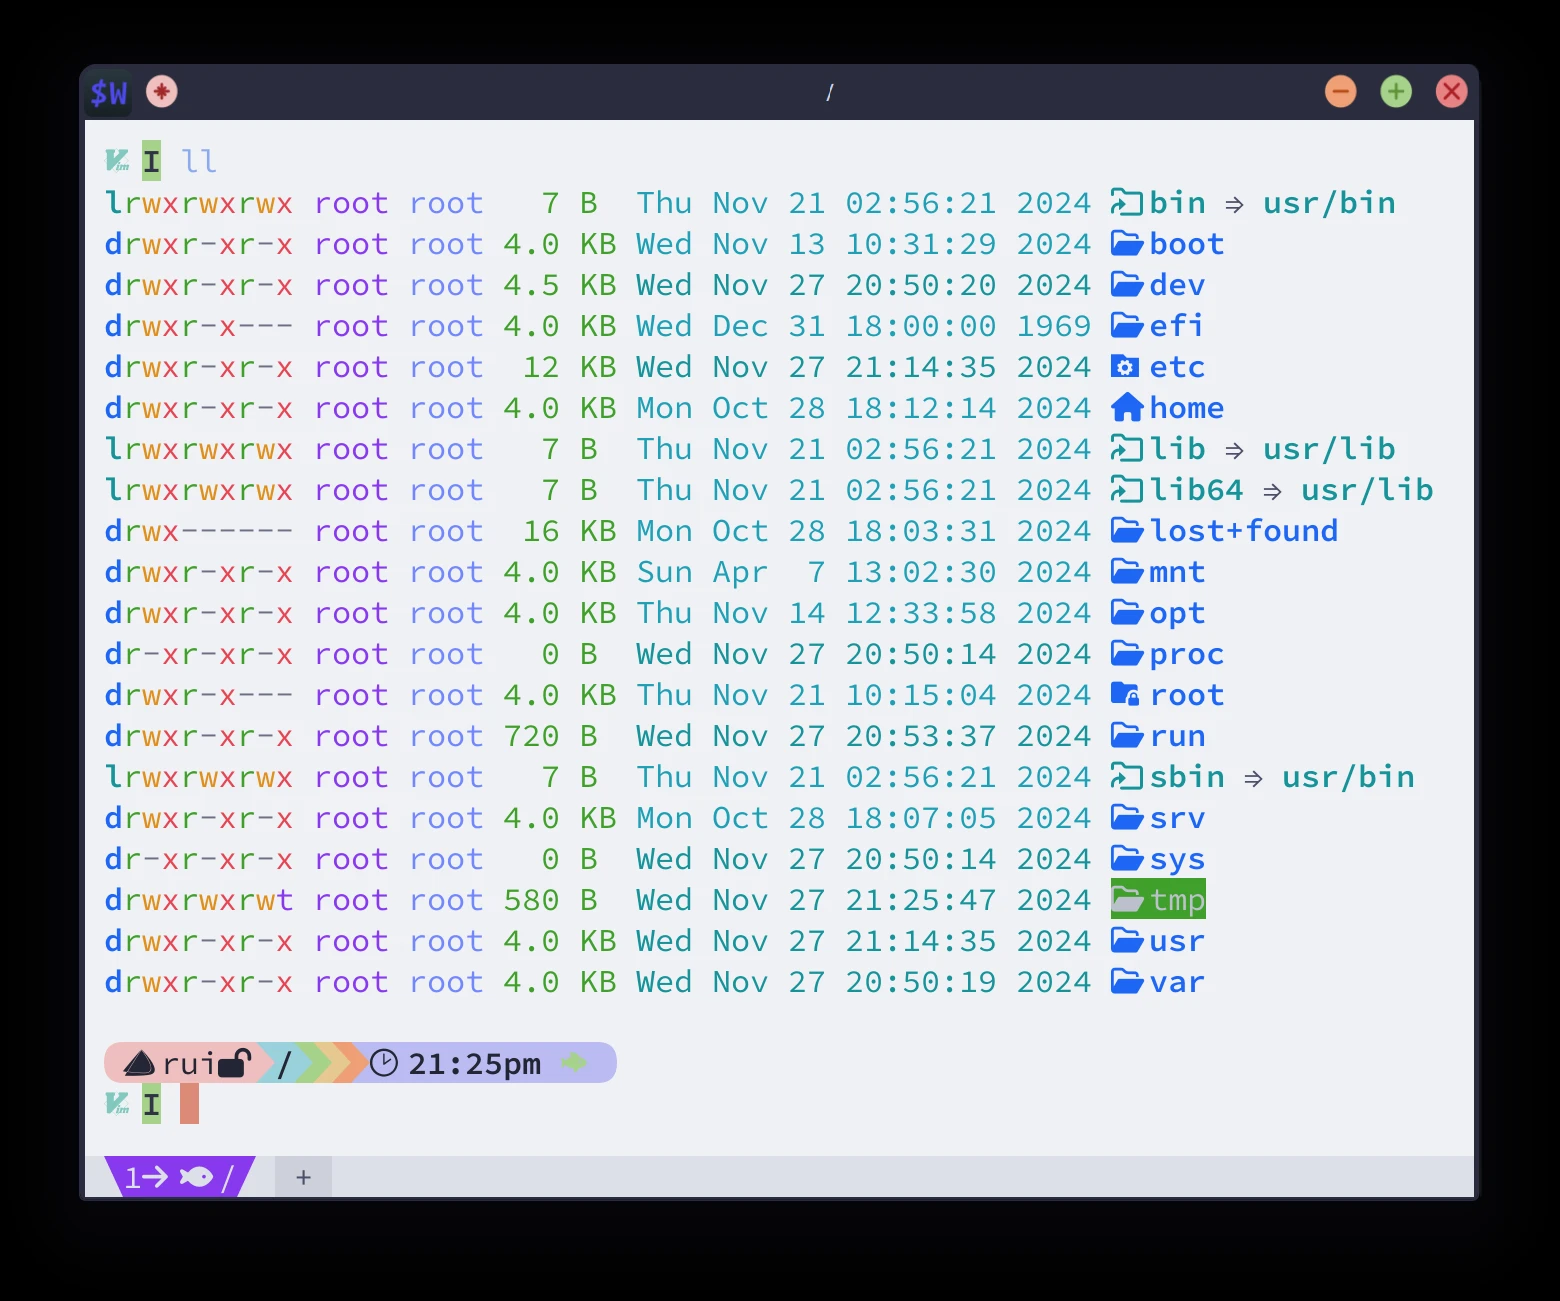 $W /
Vim I ll
lrwxrwxrwx root root 7 B Thu Nov 21 02:56:21 2024 bin ⇒ usr/bin
drwxr-xr-x root root 4.0 KB Wed Nov 13 10:31:29 2024 boot
drwxr-xr-x root root 4.5 KB Wed Nov 27 20:50:20 2024 dev
drwxr-x--- root root 4.0 KB Wed Dec 31 18:00:00 1969 efi
drwxr-xr-x root root 12 KB Wed Nov 27 21:14:35 2024 etc
drwxr-xr-x root root 4.0 KB Mon Oct 28 18:12:14 2024 home
lrwxrwxrwx root root 7 B Thu Nov 21 02:56:21 2024 lib ⇒ usr/lib
lrwxrwxrwx root root 7 B Thu Nov 21 02:56:21 2024 lib64 ⇒ usr/lib
drwx------ root root 16 KB Mon Oct 28 18:03:31 2024 lost+found
drwxr-xr-x root root 4.0 KB Sun Apr 7 13:02:30 2024 mnt
drwxr-xr-x root root 4.0 KB Thu Nov 14 12:33:58 2024 opt
dr-xr-xr-x root root 0 B Wed Nov 27 20:50:14 2024 proc
drwxr-x--- root root 4.0 KB Thu Nov 21 10:15:04 2024 root
drwxr-xr-x root root 720 B Wed Nov 27 20:53:37 2024 run
lrwxrwxrwx root root 7 B Thu Nov 21 02:56:21 2024 sbin ⇒ usr/bin
drwxr-xr-x root root 4.0 KB Mon Oct 28 18:07:05 2024 srv
dr-xr-xr-x root root 0 B Wed Nov 27 20:50:14 2024 sys
drwxrwxrwt root root 580 B Wed Nov 27 21:25:47 2024 tmp
drwxr-xr-x root root 4.0 KB Wed Nov 27 21:14:35 2024 usr
drwxr-xr-x root root 4.0 KB Wed Nov 27 20:50:19 2024 var
rui / 21:25pm
Vim I
1→ / +